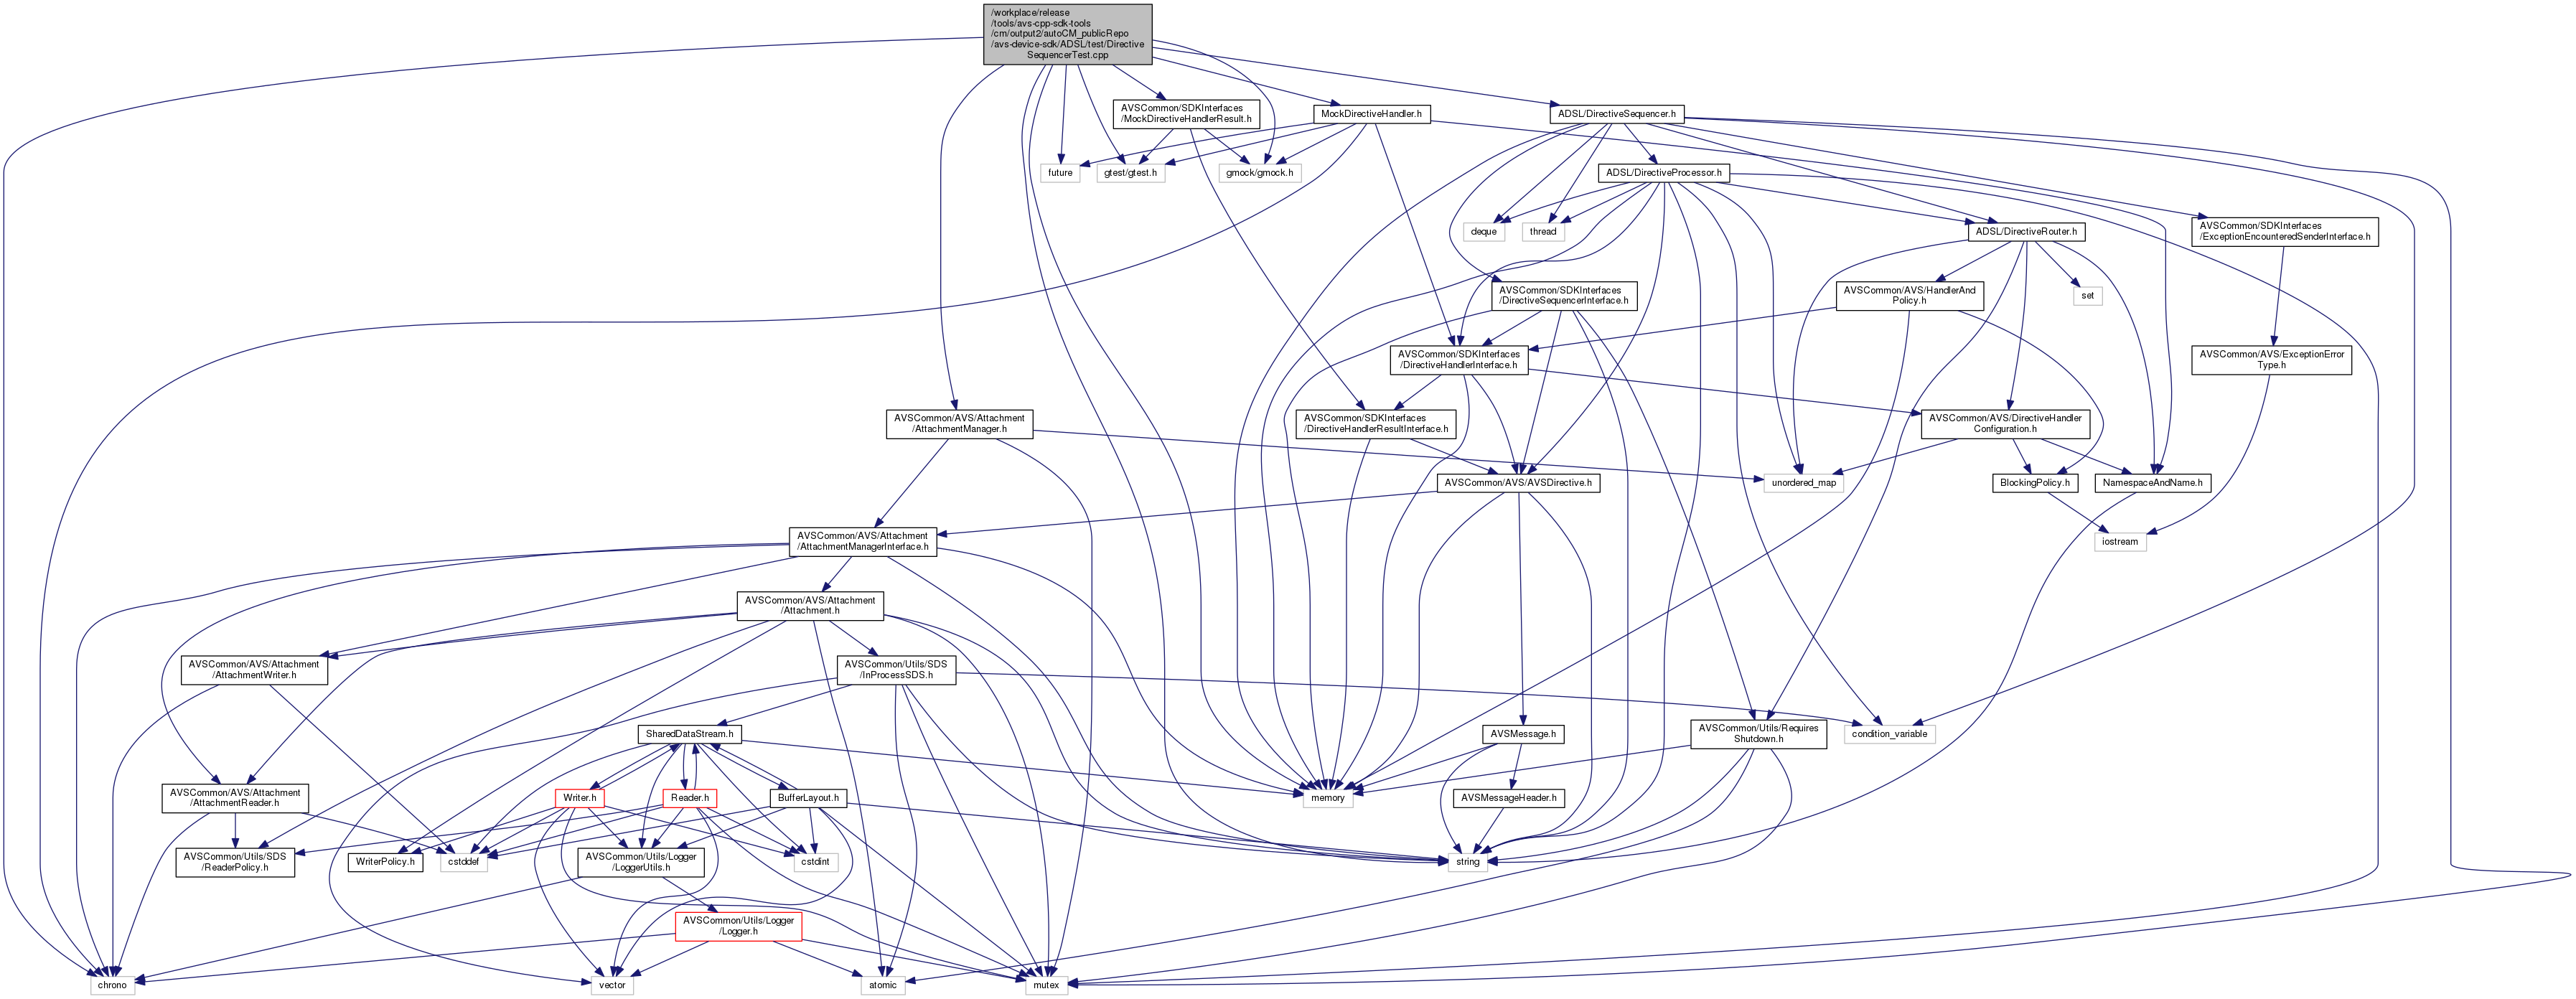 /workplace/release
/tools/avs-cpp-sdk-tools
/cm/output2/autoCM_publicRepo
/avs-device-sdk/ADSL/test/Directive
SequencerTest.cpp
AVSCommon/SDKInterfaces
/MockDirectiveHandlerResult.h
MockDirectiveHandler.h
ADSL/DirectiveSequencer.h
future
gtest/gtest.h
gmock/gmock.h
ADSL/DirectiveProcessor.h
deque
thread
ADSL/DirectiveRouter.h
AVSCommon/SDKInterfaces
/ExceptionEncounteredSenderInterface.h
AVSCommon/SDKInterfaces
/DirectiveSequencerInterface.h
AVSCommon/AVS/HandlerAnd
Policy.h
set
AVSCommon/SDKInterfaces
/DirectiveHandlerInterface.h
AVSCommon/AVS/ExceptionError
Type.h
AVSCommon/AVS/Attachment
/AttachmentManager.h
AVSCommon/SDKInterfaces
/DirectiveHandlerResultInterface.h
AVSCommon/AVS/DirectiveHandler
Configuration.h
AVSCommon/AVS/AVSDirective.h
unordered_map
BlockingPolicy.h
NamespaceAndName.h
AVSCommon/AVS/Attachment
/AttachmentManagerInterface.h
iostream
AVSCommon/AVS/Attachment
/Attachment.h
AVSCommon/AVS/Attachment
/AttachmentWriter.h
AVSCommon/Utils/SDS
/InProcessSDS.h
SharedDataStream.h
AVSMessage.h
AVSCommon/Utils/Requires
Shutdown.h
condition_variable
AVSCommon/AVS/Attachment
/AttachmentReader.h
Writer.h
Reader.h
BufferLayout.h
memory
AVSMessageHeader.h
AVSCommon/Utils/SDS
/ReaderPolicy.h
WriterPolicy.h
cstddef
AVSCommon/Utils/Logger
/LoggerUtils.h
cstdint
string
AVSCommon/Utils/Logger
/Logger.h
chrono
vector
atomic
mutex